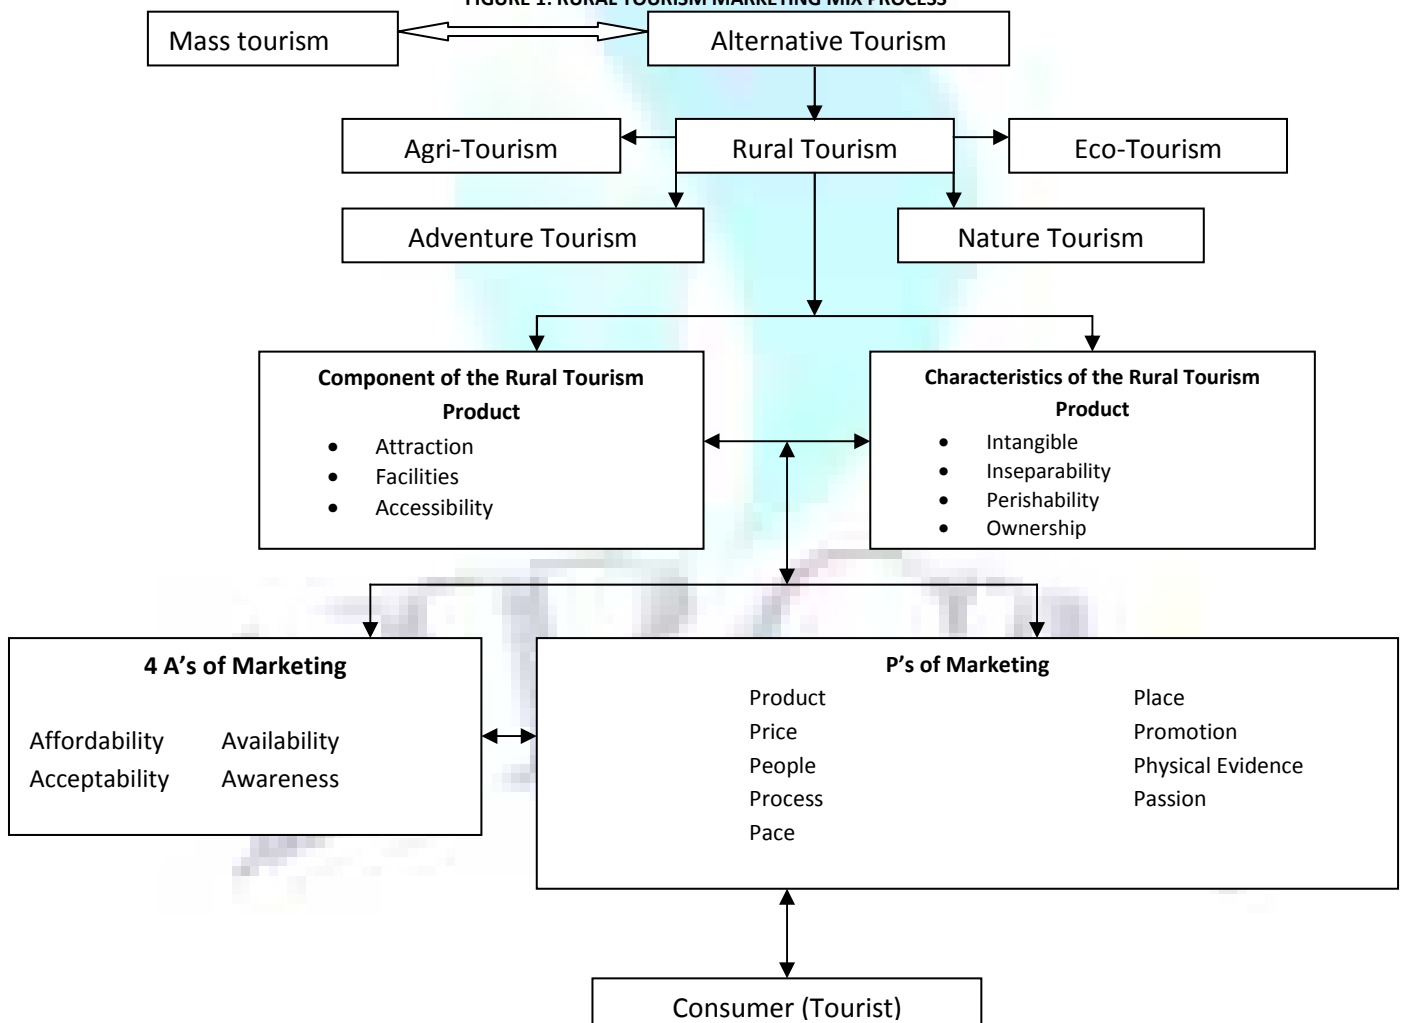 FIGURE 1: RURAL TOURISM MARKETING MIX PROCESS
Mass tourism
Alternative Tourism
Agri-Tourism
Rural Tourism
Eco-Tourism
Adventure Tourism
Nature Tourism
Component of the Rural Tourism
Product
• Attraction
• Facilities
• Accessibility
Characteristics of the Rural Tourism
Product
• Intangible
• Inseparability
• Perishability
• Ownership
4 A’s of Marketing
Affordability Availability
Acceptability Awareness
P’s of Marketing
Product Place
Price Promotion
People Physical Evidence
Process Passion
Pace
Consumer (Tourist)